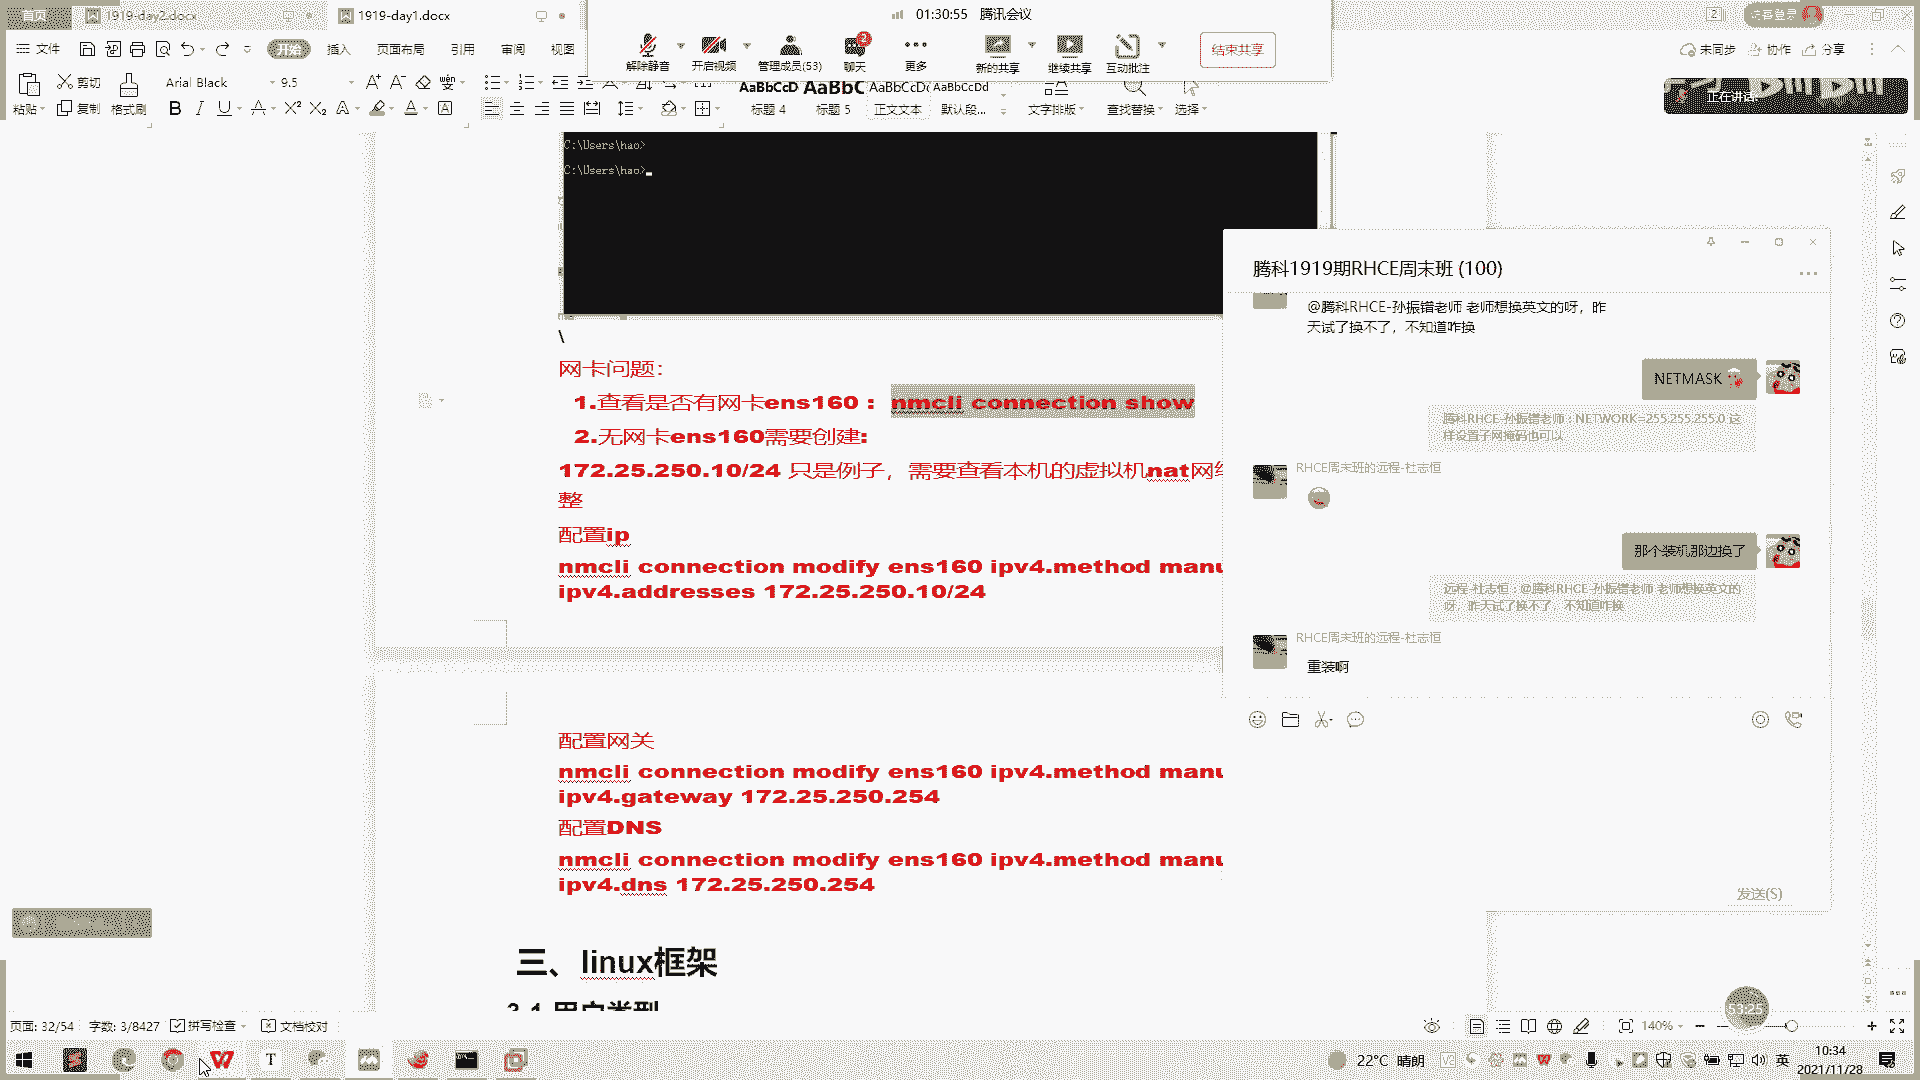 首页
1919-day2.docx
1919-day1.docx
01:30:55 腾讯会议
2
访客登录
文件
开始
插入
页面布局
引用
审阅
视图
解除静音
开启视频
管理成员(53)
2
聊天
更多
新的共享
继续共享
互动批注
结束共享
未同步
协作
分享
粘贴
剪切
复制
格式刷
Arial Black
9.5
AaBbCcD
AaBbC
AaBbCcDd
AaBbCcDd
标题 4
标题 5
正文文本
默认段...
文字排版
查找替换
选择
正在讲话:
C:\Users\hao>
C:\Users\hao>
\
网卡问题：
1.查看是否有网卡ens160： nmcli connection show
2.无网卡ens160需要创建:
172.25.250.10/24 只是例子，需要查看本机的虚拟机nat网络
整
配置ip
nmcli connection modify ens160 ipv4.method manu
ipv4.addresses 172.25.250.10/24
配置网关
nmcli connection modify ens160 ipv4.method manu
ipv4.gateway 172.25.250.254
配置DNS
nmcli connection modify ens160 ipv4.method manu
ipv4.dns 172.25.250.254
三、linux框架
3.1 用户类型
腾科1919期RHCE周末班 (100)
@腾科RHCE-孙振锴老师 老师想换英文的呀，昨
天试了换不了，不知道咋换
NETMASK
腾科RHCE-孙振锴老师：NETWORK=255.255.255.0 这
样设置子网掩码也可以
RHCE周末班的远程-杜志恒
那个装机那边换了
远程-杜志恒：@腾科RHCE-孙振锴老师 老师想换英文的
呀，昨天试了换不了，不知道咋换
RHCE周末班的远程-杜志恒
重装啊
发送(S)
53:25
页面: 32/54
字数: 3/8427
拼写检查
文档校对
140%
22°C 晴朗
英
10:34
2021/11/28